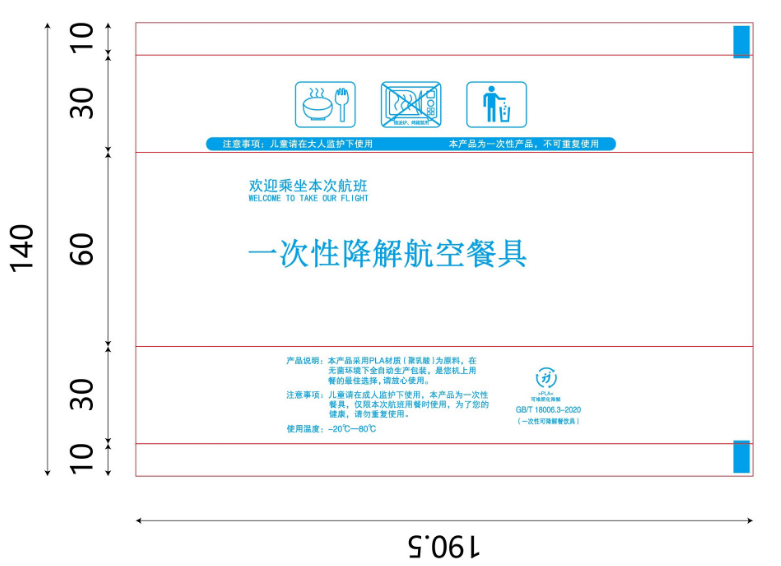 10
30
60
30
10
140
190.5
注意事项：儿童请在大人监护下使用
本产品为一次性产品，不可重复使用
欢迎乘坐本次航班
WELCOME TO TAKE OUR FLIGHT
一次性降解航空餐具
产品说明：本产品采用PLA材质（聚乳酸）为原料，在
无菌环境下全自动生产包装，是您机上用
餐的最佳选择，请放心使用。
注意事项：儿童请在成人监护下使用，本产品为一次性
餐具，仅限本次航班用餐时使用，为了您的
健康，请勿重复使用。
使用温度：-20℃—80℃
>PLA<
可堆肥化降解
GB/T 18006.3-2020
（一次性可降解餐饮具）